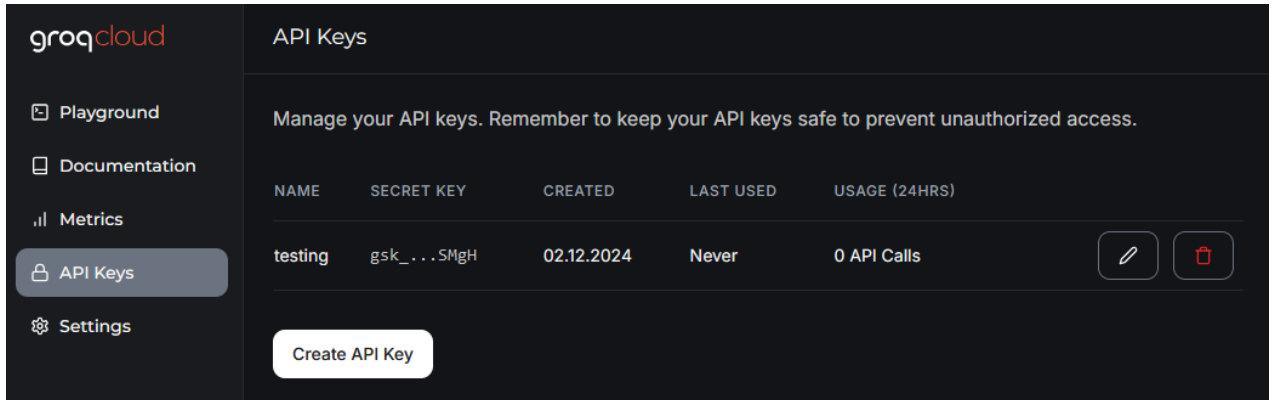 groqcloud
Playground
Documentation
Metrics
API Keys
Settings
API Keys
Manage your API keys. Remember to keep your API keys safe to prevent unauthorized access.
NAME SECRET KEY CREATED LAST USED USAGE (24HRS)
testing gsk_...SMgH 02.12.2024 Never 0 API Calls
Create API Key